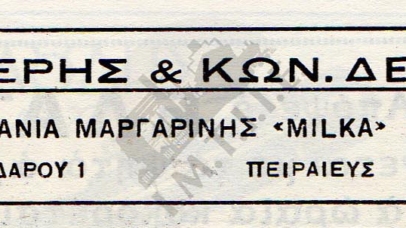 ΕΡΗΣ & ΚΩΝ. ΔΕ
ΑΝΙΑ ΜΑΡΓΑΡΙΝΗΣ «MILKA»
ΔΑΡΟΥ 1 ΠΕΙΡΑΙΕΥΣ
Ι.Μ.Π.Τ.